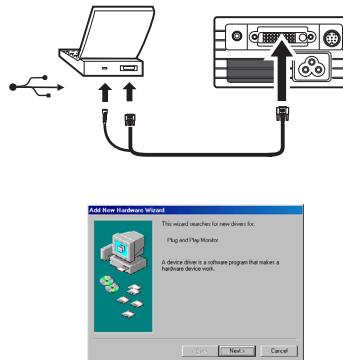 Add New Hardware Wizard
This wizard searches for new drivers for:
Plug and Play Monitor
A device driver is a software program that makes a
hardware device work.
< Back
Next >
Cancel